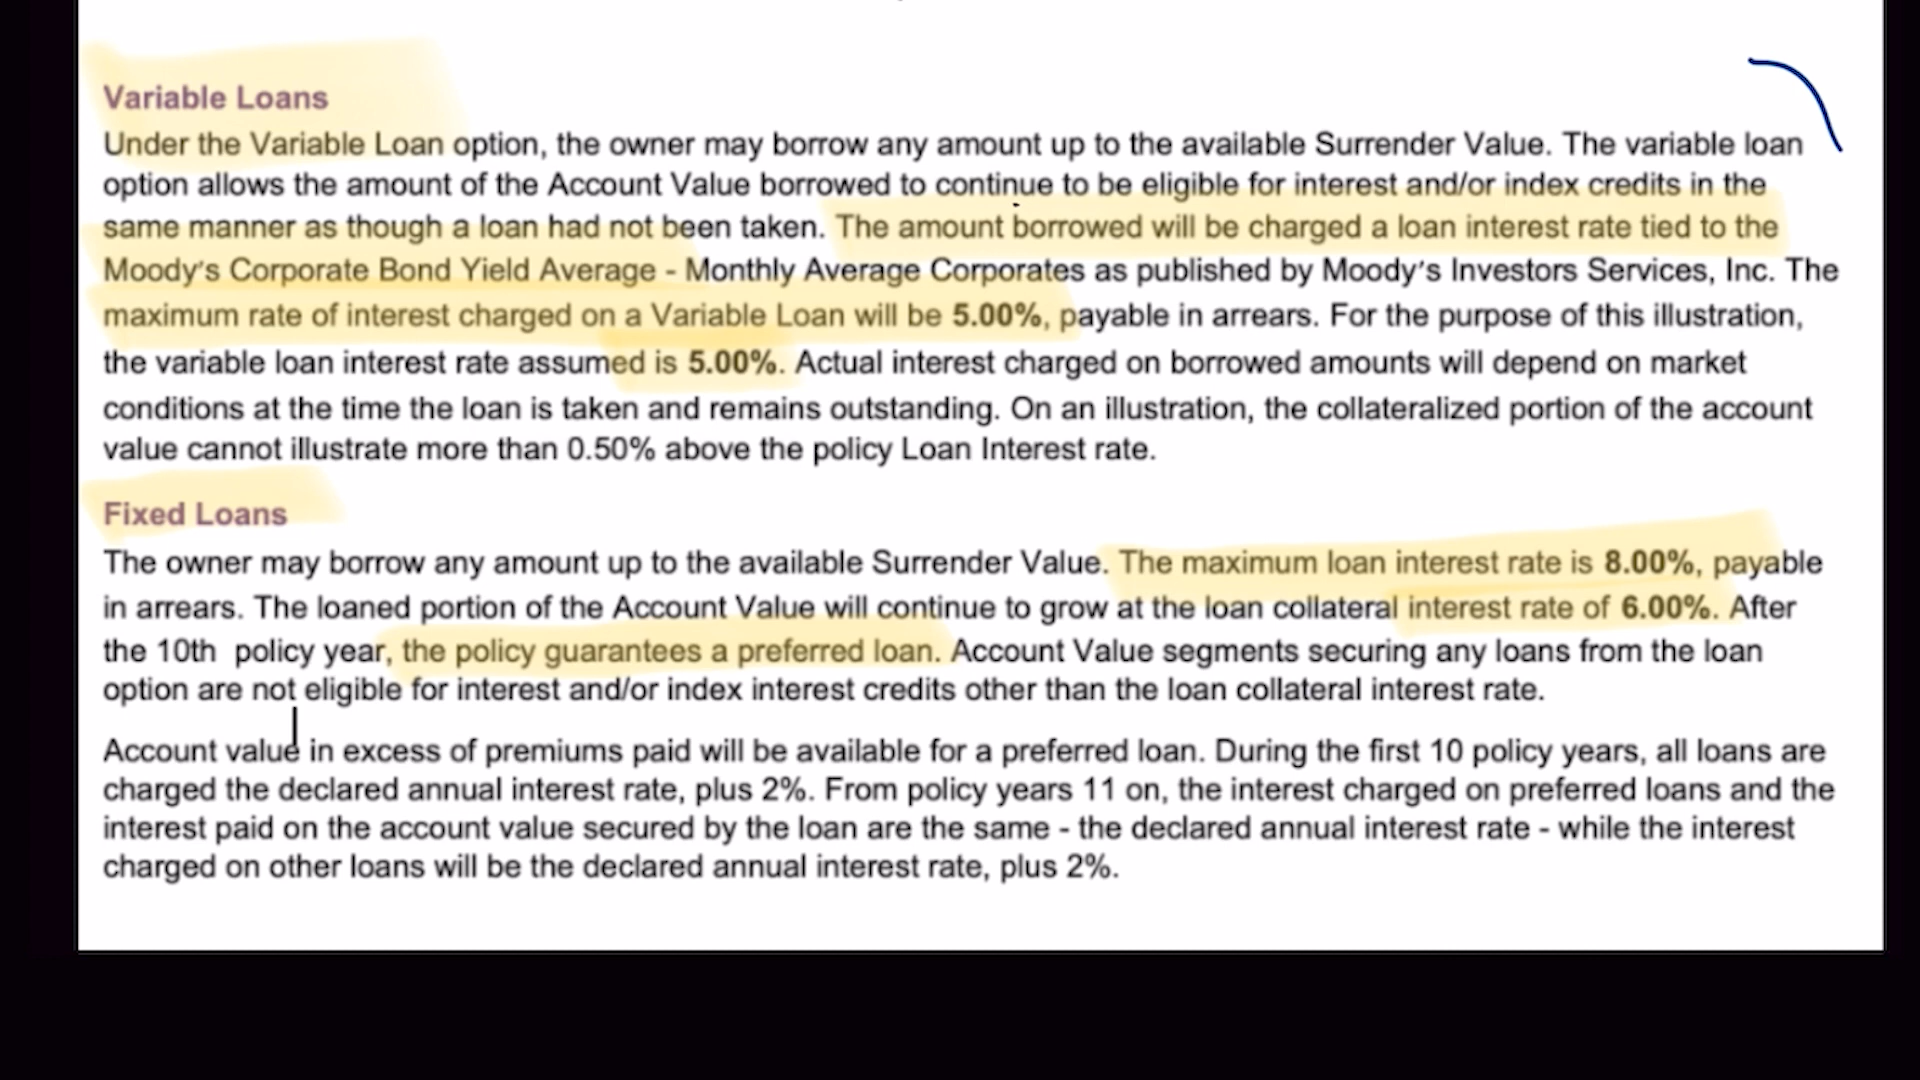 Variable Loans
Under the Variable Loan option, the owner may borrow any amount up to the available Surrender Value. The variable loan
option allows the amount of the Account Value borrowed to continue to be eligible for interest and/or index credits in the
same manner as though a loan had not been taken. The amount borrowed will be charged a loan interest rate tied to the
Moody's Corporate Bond Yield Average - Monthly Average Corporates as published by Moody's Investors Services, Inc. The
maximum rate of interest charged on a Variable Loan will be 5.00%, payable in arrears. For the purpose of this illustration,
the variable loan interest rate assumed is 5.00%. Actual interest charged on borrowed amounts will depend on market
conditions at the time the loan is taken and remains outstanding. On an illustration, the collateralized portion of the account
value cannot illustrate more than 0.50% above the policy Loan Interest rate.
Fixed Loans
The owner may borrow any amount up to the available Surrender Value. The maximum loan interest rate is 8.00%, payable
in arrears. The loaned portion of the Account Value will continue to grow at the loan collateral interest rate of 6.00%. After
the 10th policy year, the policy guarantees a preferred loan. Account Value segments securing any loans from the loan
option are not eligible for interest and/or index interest credits other than the loan collateral interest rate.
Account value in excess of premiums paid will be available for a preferred loan. During the first 10 policy years, all loans are
charged the declared annual interest rate, plus 2%. From policy years 11 on, the interest charged on preferred loans and the
interest paid on the account value secured by the loan are the same - the declared annual interest rate - while the interest
charged on other loans will be the declared annual interest rate, plus 2%.